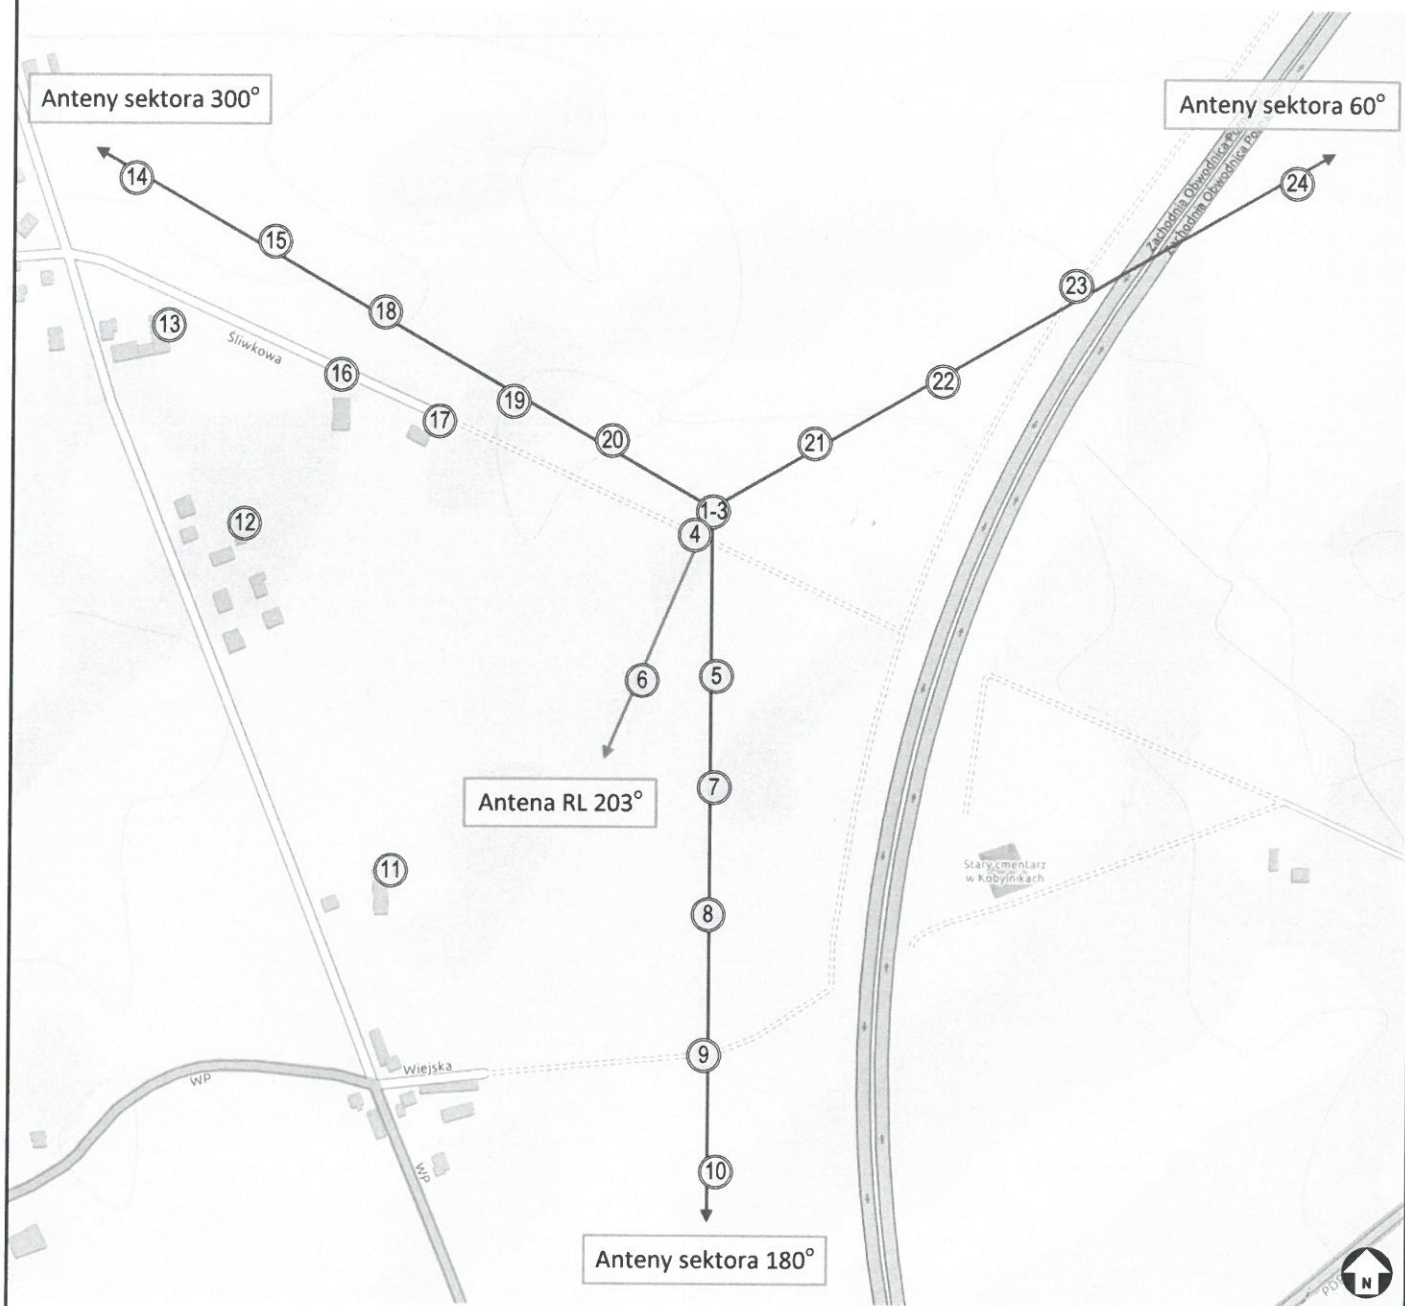 Anteny sektora 300°
Anteny sektora 60°
Zachodnia Obwodnica
Zachodnia Obwodnica
14
24
15
23
18
13
Śliwkowa
16
22
19
17
20
21
1-3
12
4
6
5
7
Antena RL 203°
11
Stary cmentarz
w Kobylnikach
8
9
Wiejska
WP
WP
10
Anteny sektora 180°
N